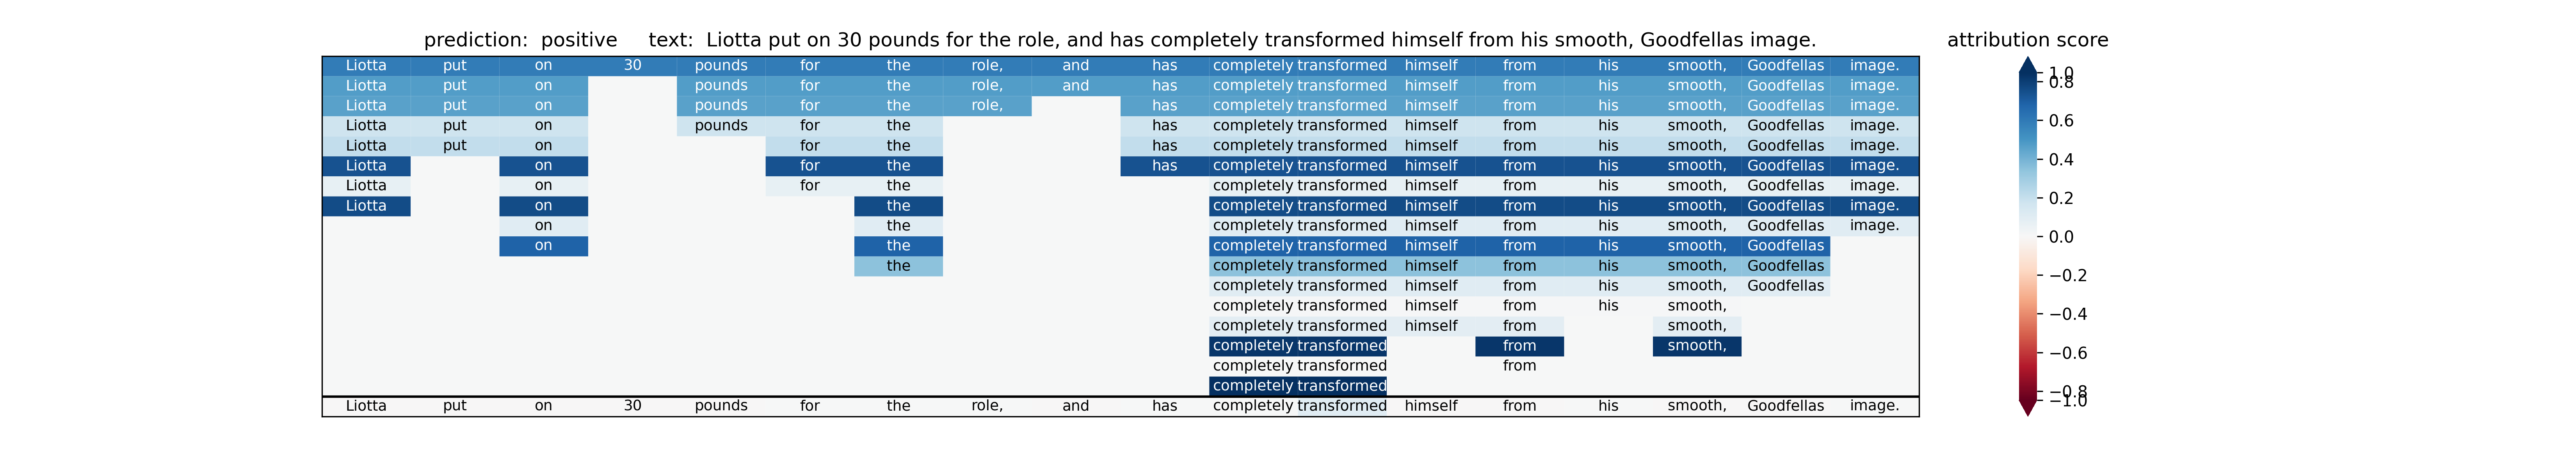 prediction: positive text: Liotta put on 30 pounds for the role, and has completely transformed himself from his smooth, Goodfellas image. attribution score
Liotta put on 30 pounds for the role, and has completely transformed himself from his smooth, Goodfellas image.
Liotta put on pounds for the role, and has completely transformed himself from his smooth, Goodfellas image.
Liotta put on pounds for the role, has completely transformed himself from his smooth, Goodfellas image.
Liotta put on pounds for the has completely transformed himself from his smooth, Goodfellas image.
Liotta put on for the has completely transformed himself from his smooth, Goodfellas image.
Liotta on for the has completely transformed himself from his smooth, Goodfellas image.
Liotta on for the completely transformed himself from his smooth, Goodfellas image.
Liotta on the completely transformed himself from his smooth, Goodfellas image.
on the completely transformed himself from his smooth, Goodfellas image.
on the completely transformed himself from his smooth, Goodfellas
the completely transformed himself from his smooth, Goodfellas
completely transformed himself from his smooth, Goodfellas
completely transformed himself from his smooth,
completely transformed himself from smooth,
completely transformed from smooth,
completely transformed from
completely transformed
Liotta put on 30 pounds for the role, and has completely transformed himself from his smooth, Goodfellas image.
1.0
0.8
0.6
0.4
0.2
0.0
−0.2
−0.4
−0.6
−0.8
−1.0